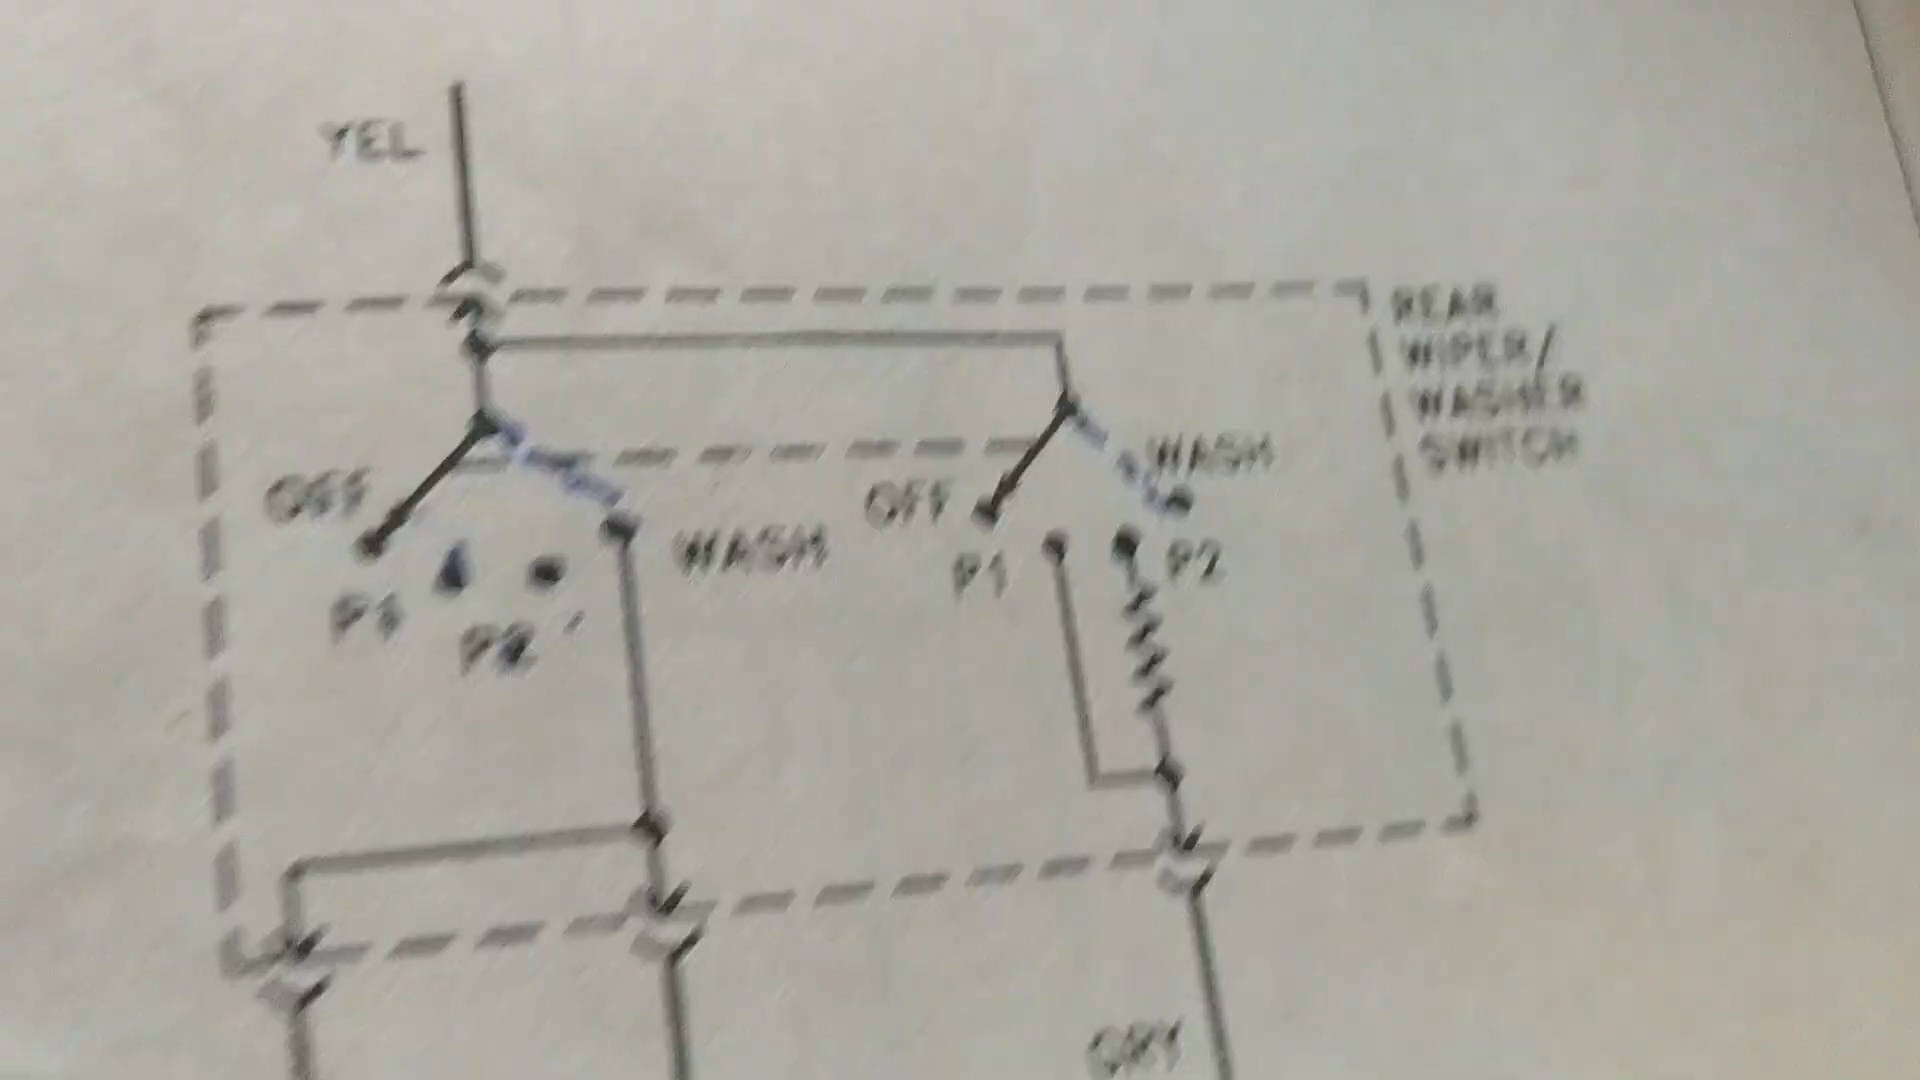 YEL
REAR
WIPER/
WASHER
SWITCH
OFF
WASH
P1
P2
OFF
WASH
P1
P2
GRY